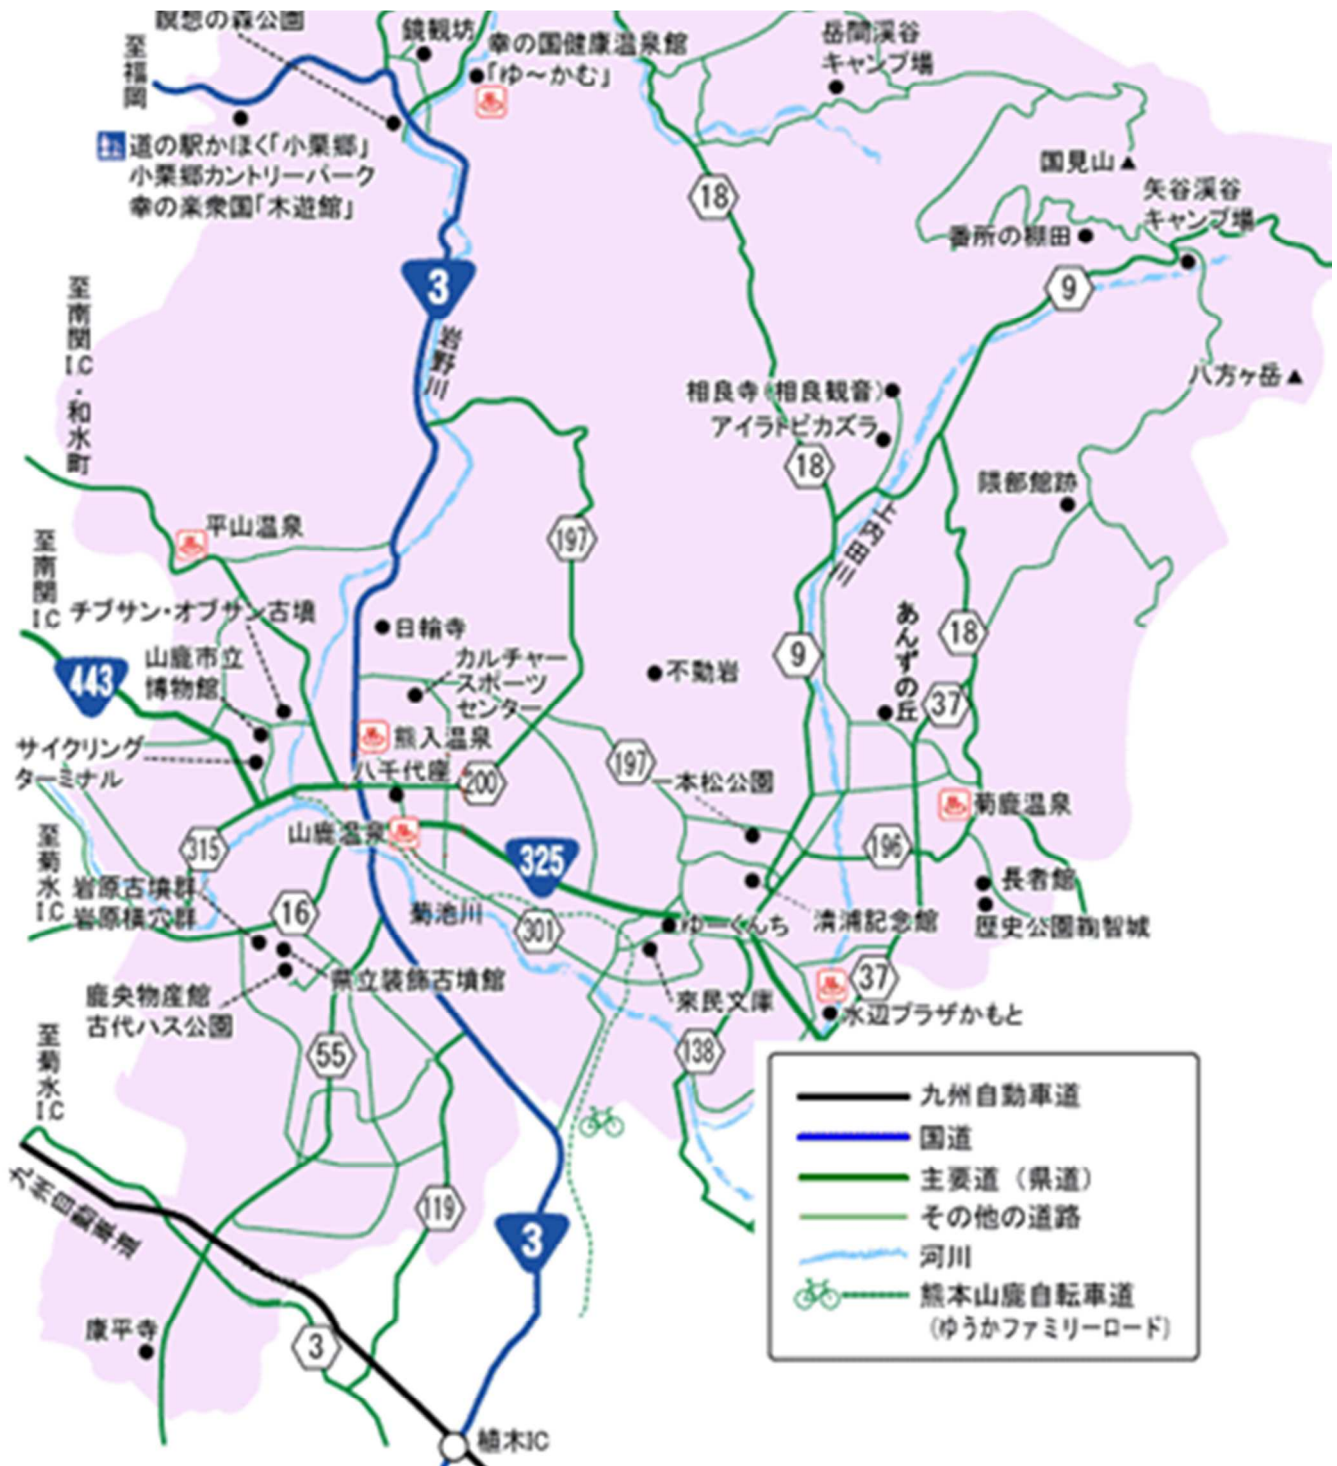 瞑想の森公園
鏡観坊
幸の国健康温泉館
「ゆ～かむ」
岳間渓谷
キャンプ場
至福岡
道の駅かほく「小栗郷」
小栗郷カントリーパーク
幸の楽衆国「木遊館」
国見山▲
矢谷渓谷
キャンプ場
18
番所の棚田
3
9
至南関IC・和水町
岩野川
八方ヶ岳▲
相良寺(相良観音)
アイラトビカズラ
18
隈部館跡
平山温泉
197
上内田川
至南関IC
チブサン・オブサン古墳
日輪寺
あんずの丘
18
443
山鹿市立
博物館
カルチャー
スポーツ
センター
不動岩
9
37
サイクリング
ターミナル
熊入温泉
八千代座
200
197
一本松公園
菊鹿温泉
至菊水IC
315
山鹿温泉
325
196
岩原古墳群
岩原横穴群
16
菊池川
301
ゆーくんち
清浦記念館
長者館
歴史公園鞠智城
県立装飾古墳館
鹿央物産館
古代ハス公園
来民文庫
37
水辺プラザかもと
至菊水IC
55
138
九州自動車道
119
3
康平寺
3
植木IC
九州自動車道
国道
主要道（県道）
その他の道路
河川
熊本山鹿自転車道
(ゆうかファミリーロード)